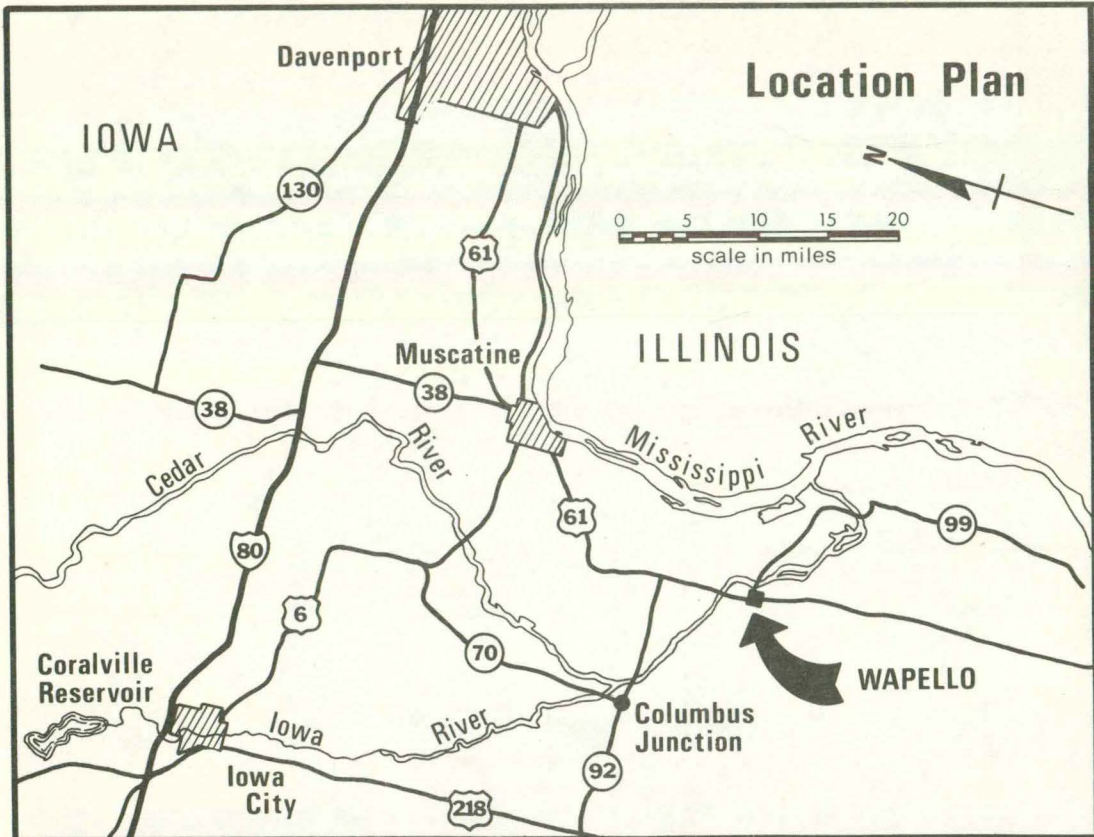 Location Plan
Davenport
IOWA
N
130
0 5 10 15 20
scale in miles
61
ILLINOIS
Muscatine
38
38
River
Cedar
Mississippi
River
61
99
80
6
70
Coralville
Reservoir
WAPELLO
Iowa
River
Columbus
Junction
Iowa
City
92
218